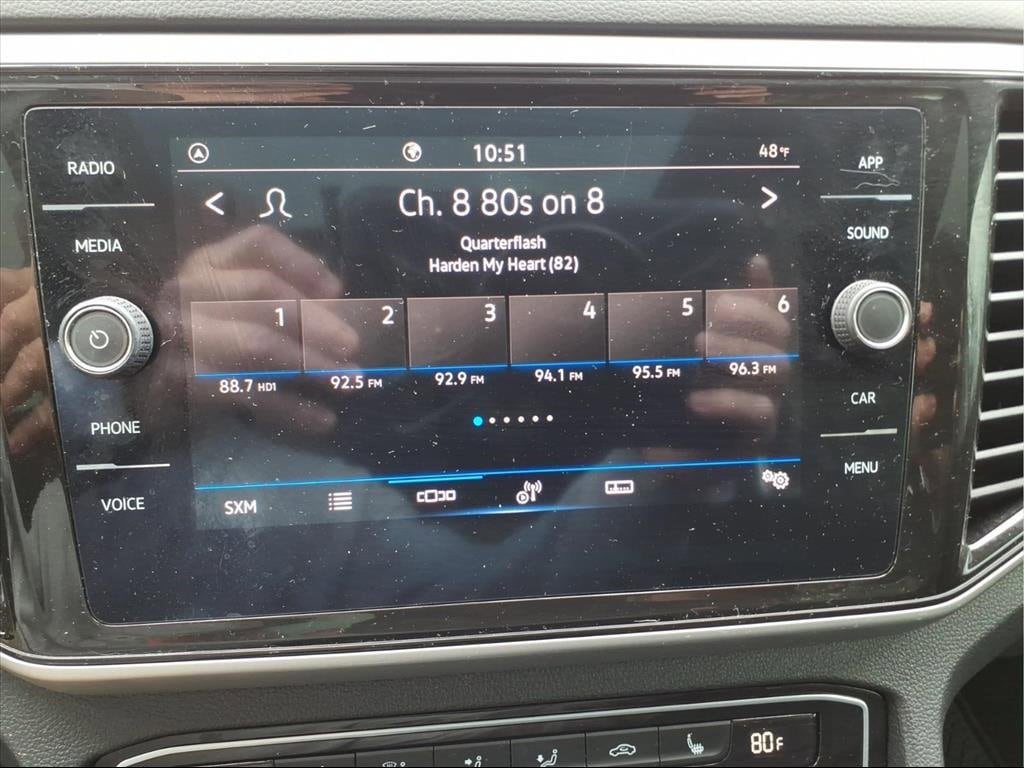 10:51
48°F
RADIO
APP
Ch. 8 80s on 8
MEDIA
SOUND
Quarterflash
Harden My Heart (82)
1 2 3 4 5 6
88.7 HD1 92.5 FM 92.9 FM 94.1 FM 95.5 FM 96.3 FM
PHONE
CAR
VOICE
MENU
SXM
80F